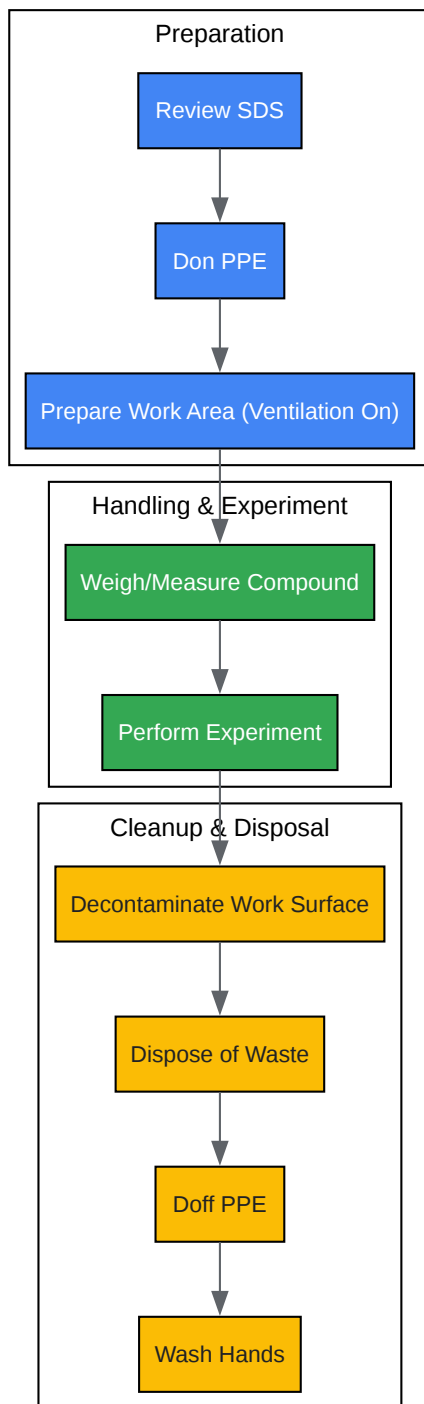 Preparation
Review SDS
Don PPE
Prepare Work Area (Ventilation On)
Handling & Experiment
Weigh/Measure Compound
Perform Experiment
Cleanup & Disposal
Decontaminate Work Surface
Dispose of Waste
Doff PPE
Wash Hands